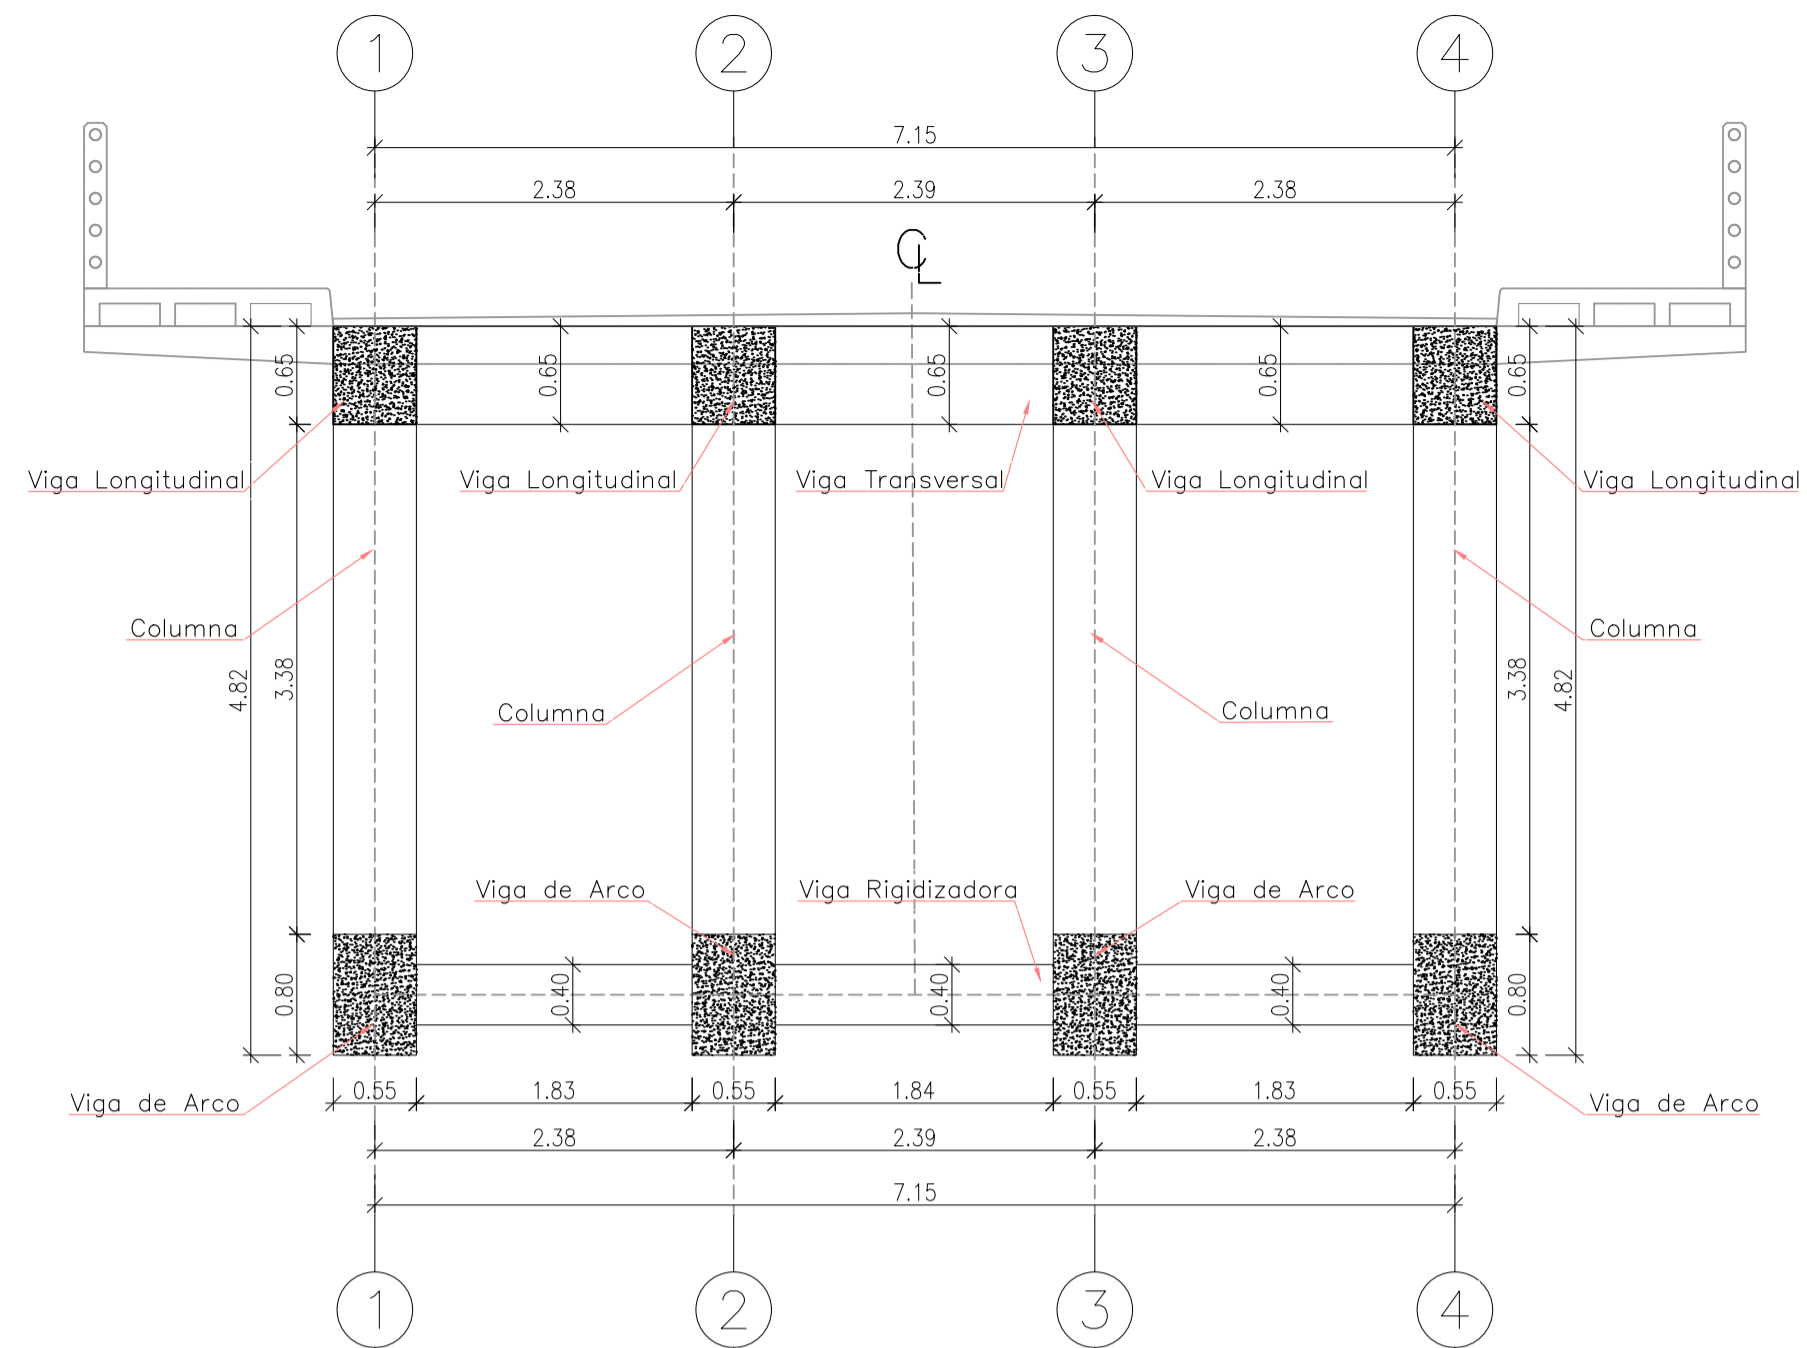 1 2 3 4
7.15
2.38 2.39 2.38
CL
0.65 0.65 0.65 0.65 0.65
Viga Longitudinal Viga Longitudinal Viga Transversal Viga Longitudinal Viga Longitudinal
Columna Columna
4.82 3.38 3.38 4.82
Columna Columna
Viga de Arco Viga Rigidizadora Viga de Arco
0.80 0.40 0.40 0.40 0.80
0.55 1.83 0.55 1.84 0.55 1.83 0.55
Viga de Arco Viga de Arco
2.38 2.39 2.38
7.15
1 2 3 4